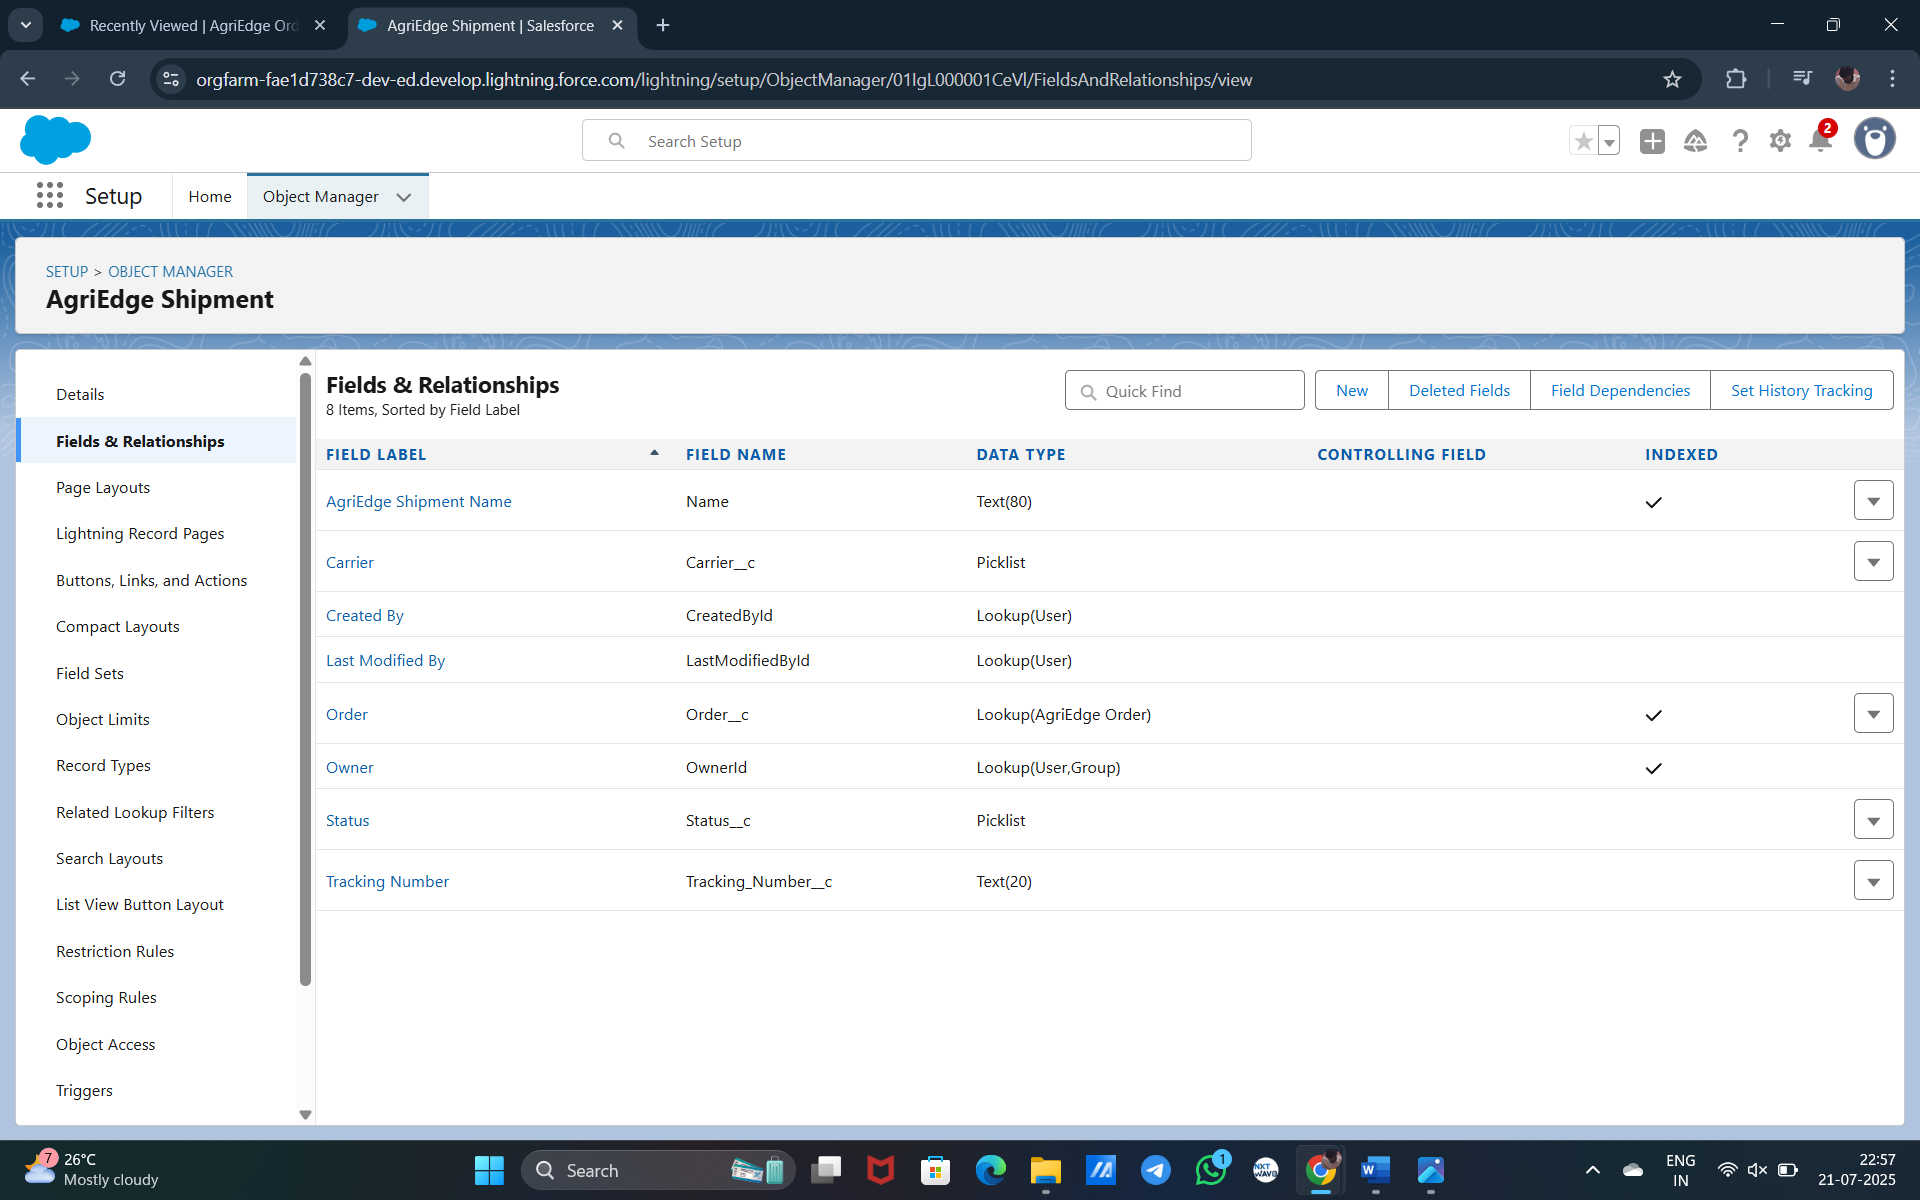 Recently Viewed | AgriEdge Ord
AgriEdge Shipment | Salesforce
orgfarm-fae1d738c7-dev-ed.develop.lightning.force.com/lightning/setup/ObjectManager/01IgL000001CeVl/FieldsAndRelationships/view
Search Setup
2
Setup
Home
Object Manager
SETUP > OBJECT MANAGER
AgriEdge Shipment
Details
Fields & Relationships
Page Layouts
Lightning Record Pages
Buttons, Links, and Actions
Compact Layouts
Field Sets
Object Limits
Record Types
Related Lookup Filters
Search Layouts
List View Button Layout
Restriction Rules
Scoping Rules
Object Access
Triggers
Fields & Relationships
8 Items, Sorted by Field Label
Quick Find
New
Deleted Fields
Field Dependencies
Set History Tracking
FIELD LABEL FIELD NAME DATA TYPE CONTROLLING FIELD INDEXED
AgriEdge Shipment Name Name Text(80)
Carrier Carrier__c Picklist
Created By CreatedById Lookup(User)
Last Modified By LastModifiedById Lookup(User)
Order Order__c Lookup(AgriEdge Order)
Owner OwnerId Lookup(User,Group)
Status Status__c Picklist
Tracking Number Tracking_Number__c Text(20)
7
26°C
Mostly cloudy
Search
1
NXT
WAVE
ENG
IN
22:57
21-07-2025